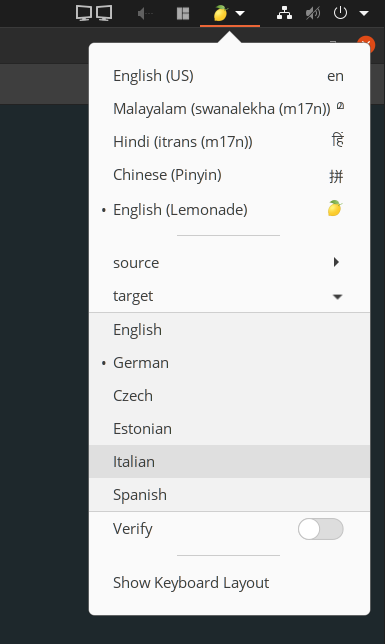 English (US) en
Malayalam (swanalekha (m17n)) മ
Hindi (itrans (m17n)) हिं
Chinese (Pinyin) 拼
English (Lemonade)
source
target
English
German
Czech
Estonian
Italian
Spanish
Verify
Show Keyboard Layout